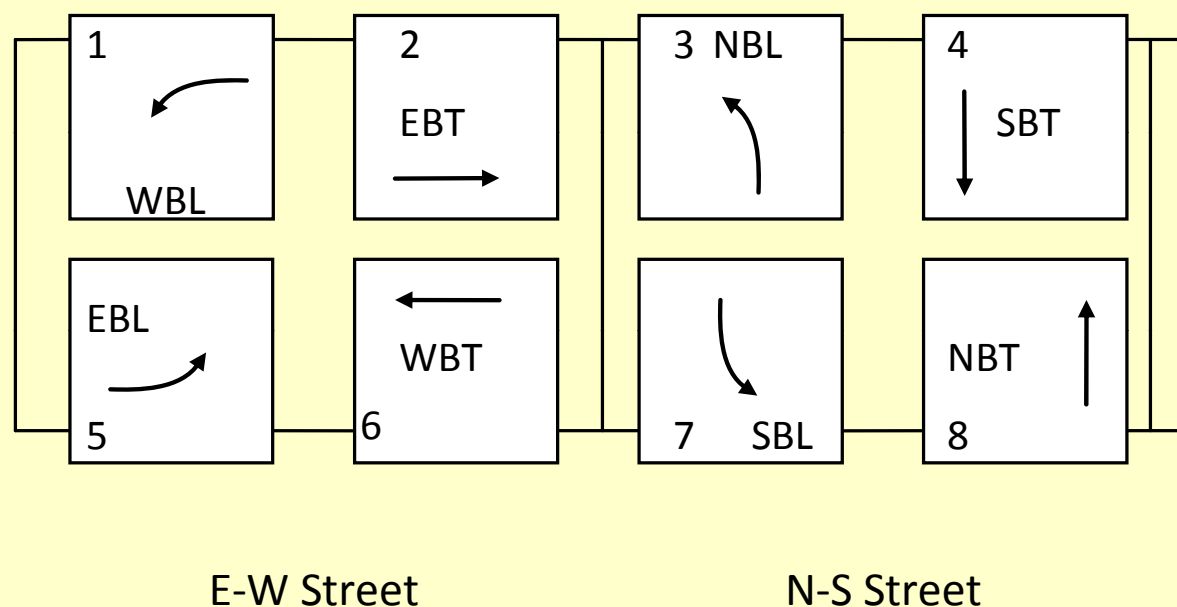 1
WBL
2
EBT
3 NBL
4
SBT
EBL
5
WBT
6
7 SBL
NBT
8
E-W Street
N-S Street